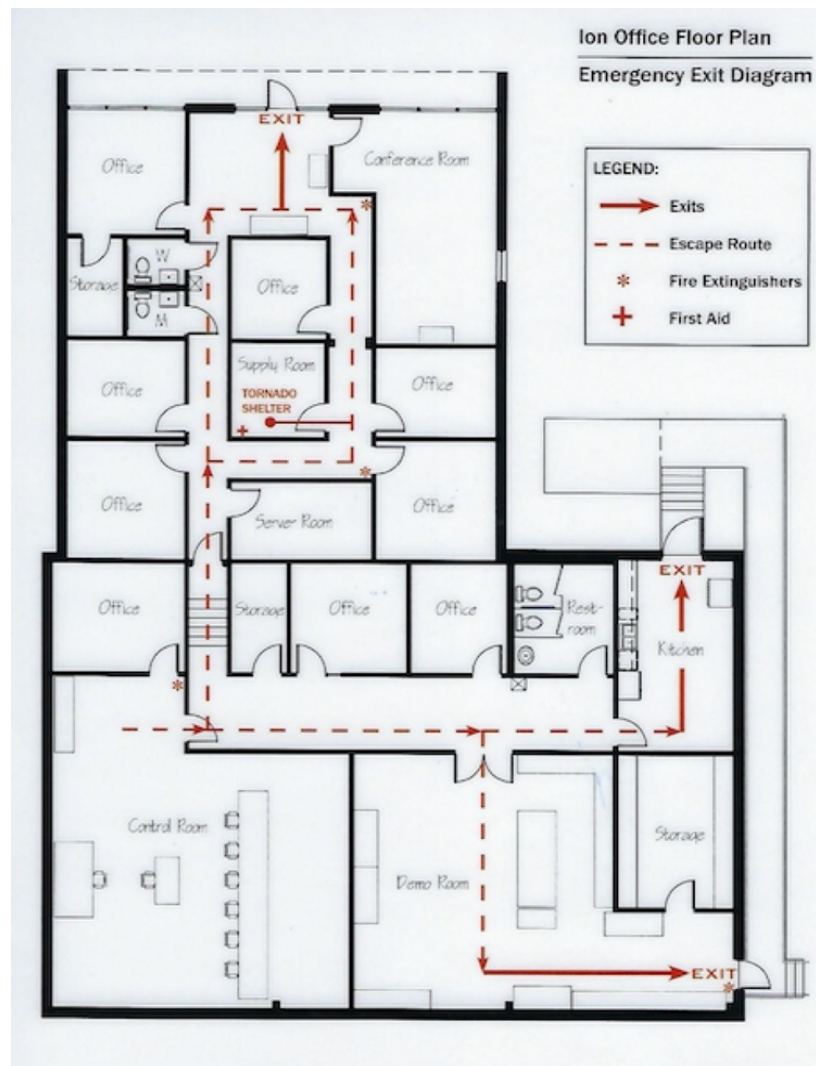 Ion Office Floor Plan
Emergency Exit Diagram
LEGEND:
Exits
Escape Route
Fire Extinguishers
First Aid
EXIT
Office
Conference Room
W
Storage
M
Office
Supply Room
TORNADO
SHELTER
Office
Office
Office
Server Room
Office
EXIT
Office
Storage
Office
Office
Rest-
room
Kitchen
Control Room
Demo Room
Storage
EXIT